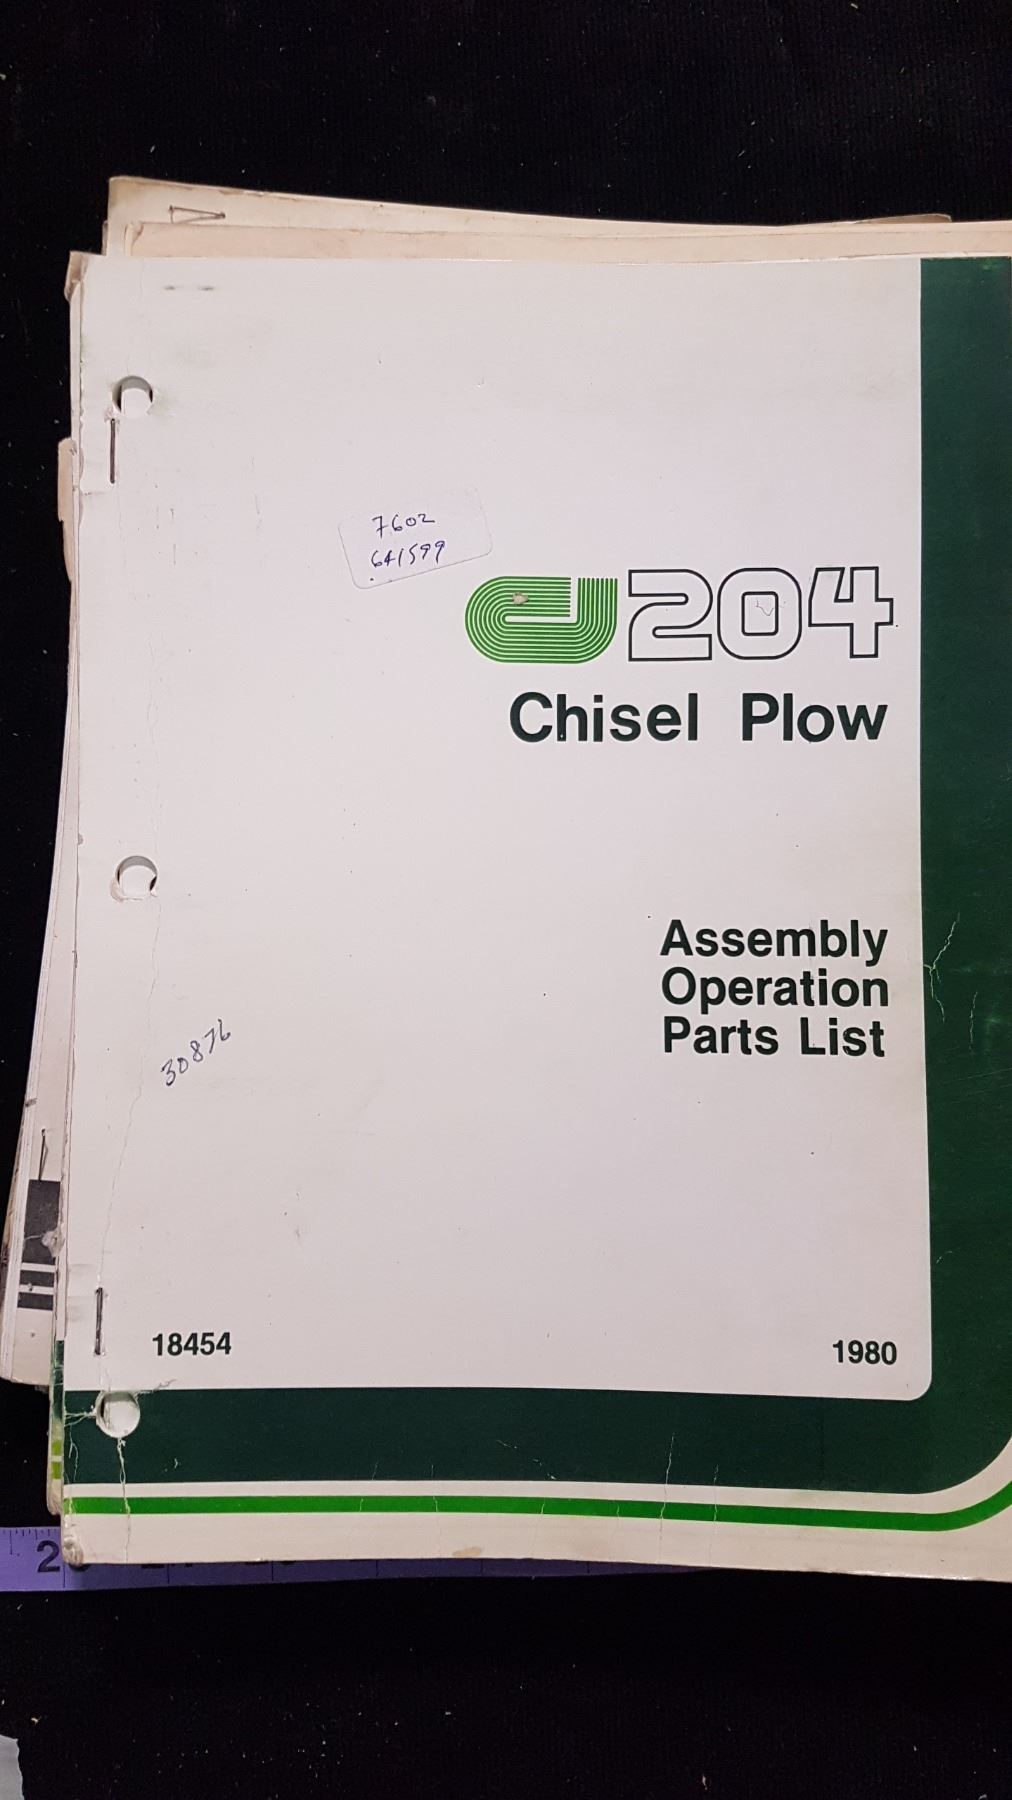 7602
641599
204
Chisel Plow
Assembly
Operation
Parts List
30876
18454
1980